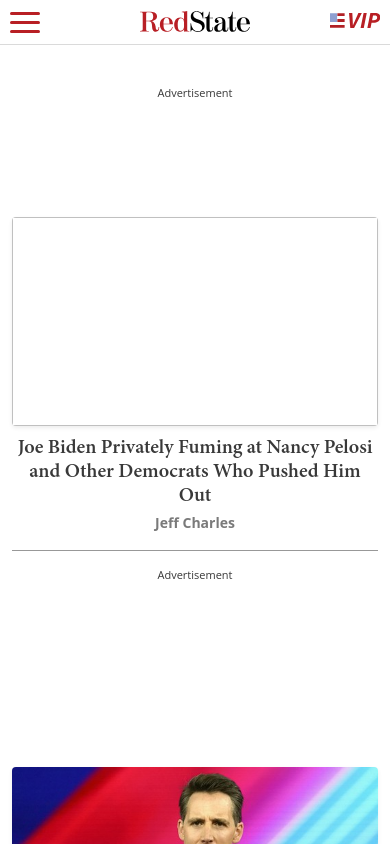 RedState
VIP
Advertisement
Joe Biden Privately Fuming at Nancy Pelosi
and Other Democrats Who Pushed Him
Out
Jeff Charles
Advertisement